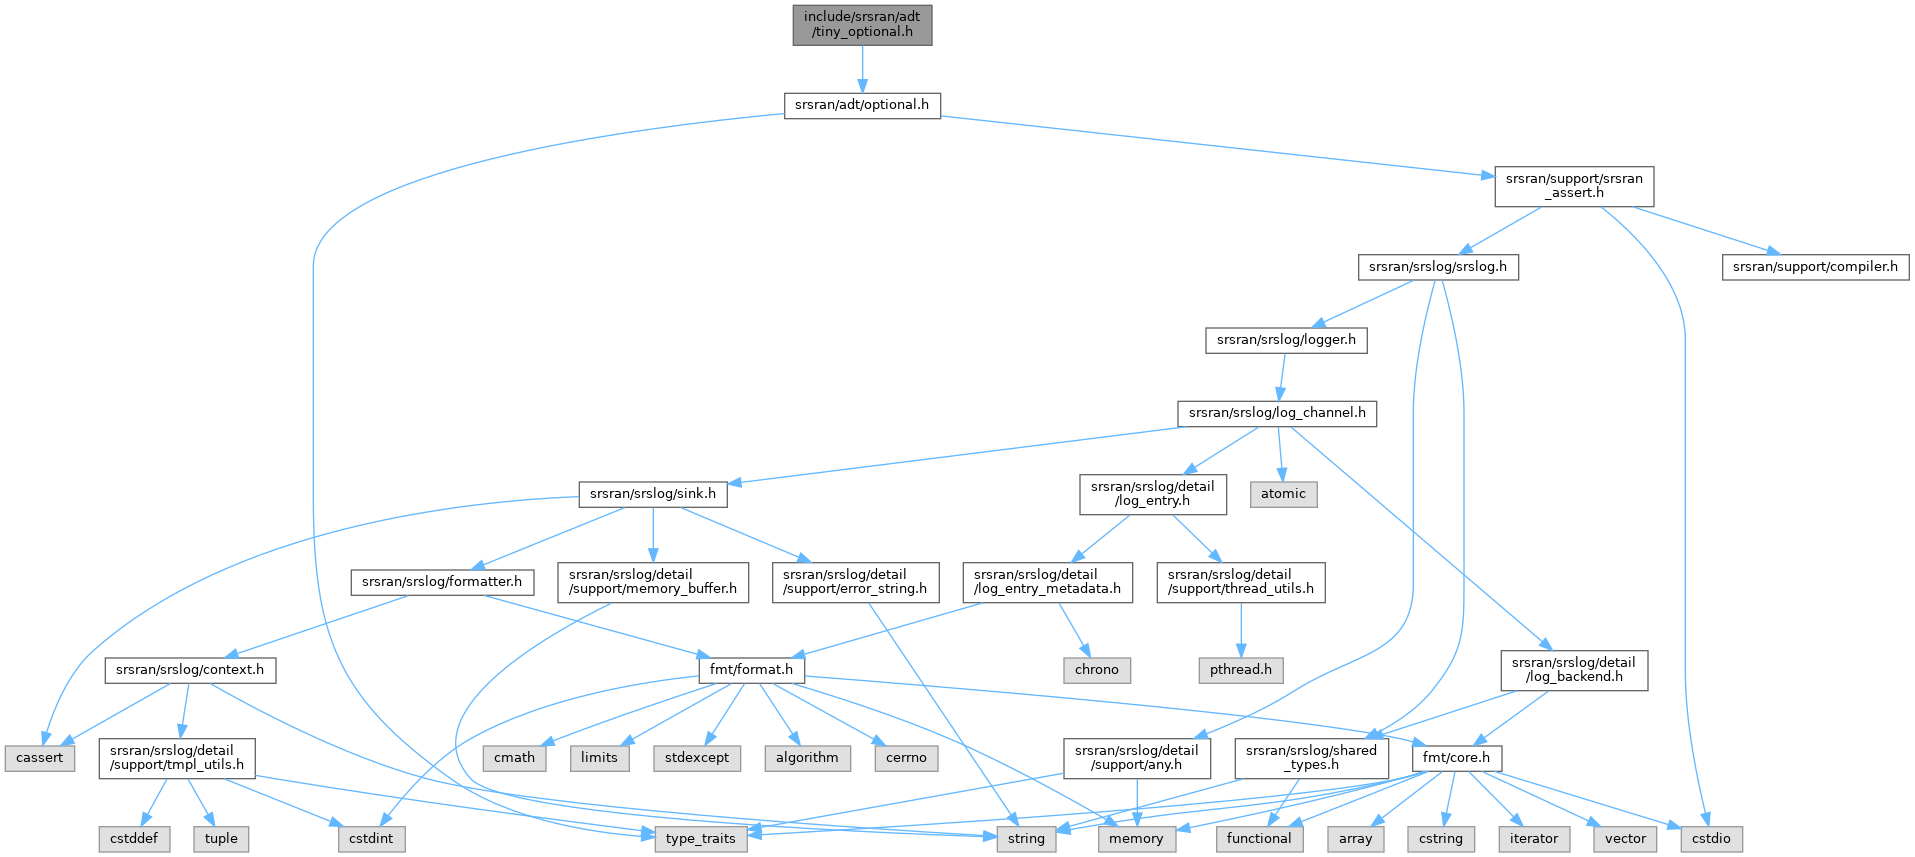 include/srsran/adt
/tiny_optional.h
srsran/adt/optional.h
srsran/support/srsran
_assert.h
srsran/srslog/srslog.h
srsran/support/compiler.h
srsran/srslog/logger.h
srsran/srslog/log_channel.h
srsran/srslog/sink.h
srsran/srslog/detail
/log_entry.h
atomic
srsran/srslog/formatter.h
srsran/srslog/detail
/support/memory_buffer.h
srsran/srslog/detail
/support/error_string.h
srsran/srslog/detail
/log_entry_metadata.h
srsran/srslog/detail
/support/thread_utils.h
srsran/srslog/context.h
fmt/format.h
chrono
pthread.h
srsran/srslog/detail
/log_backend.h
cassert
srsran/srslog/detail
/support/tmpl_utils.h
cmath
limits
stdexcept
algorithm
cerrno
srsran/srslog/detail
/support/any.h
srsran/srslog/shared
_types.h
fmt/core.h
cstddef
tuple
cstdint
type_traits
string
memory
functional
array
cstring
iterator
vector
cstdio